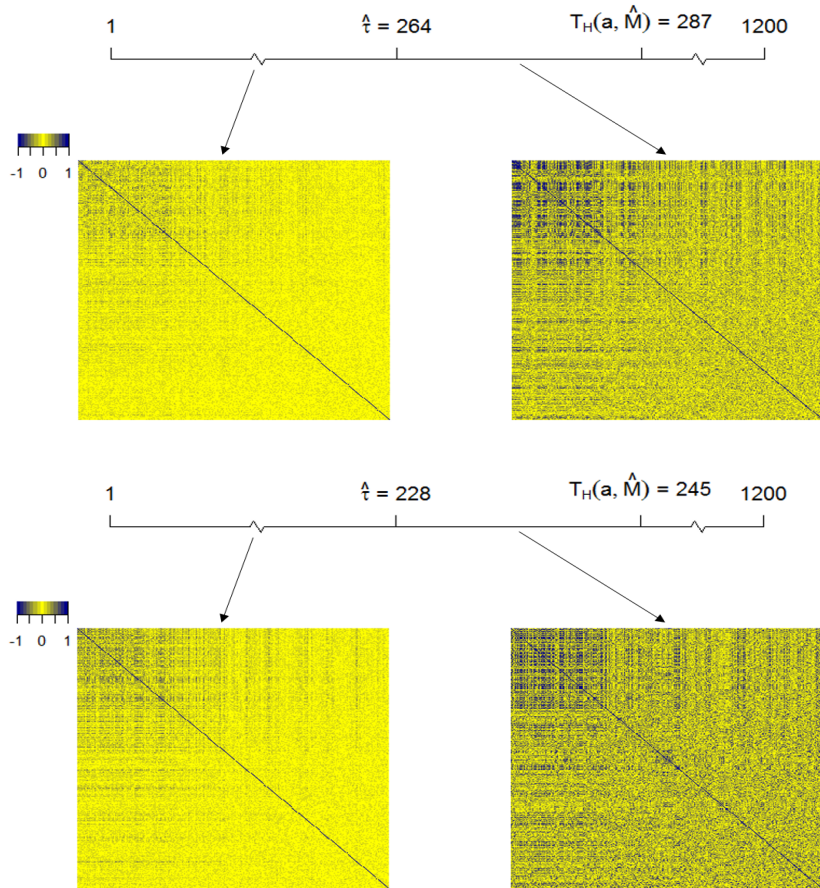 1 τ̂ = 264 T_H(a, M̂) = 287 1200
-1 0 1
1 τ̂ = 228 T_H(a, M̂) = 245 1200
-1 0 1